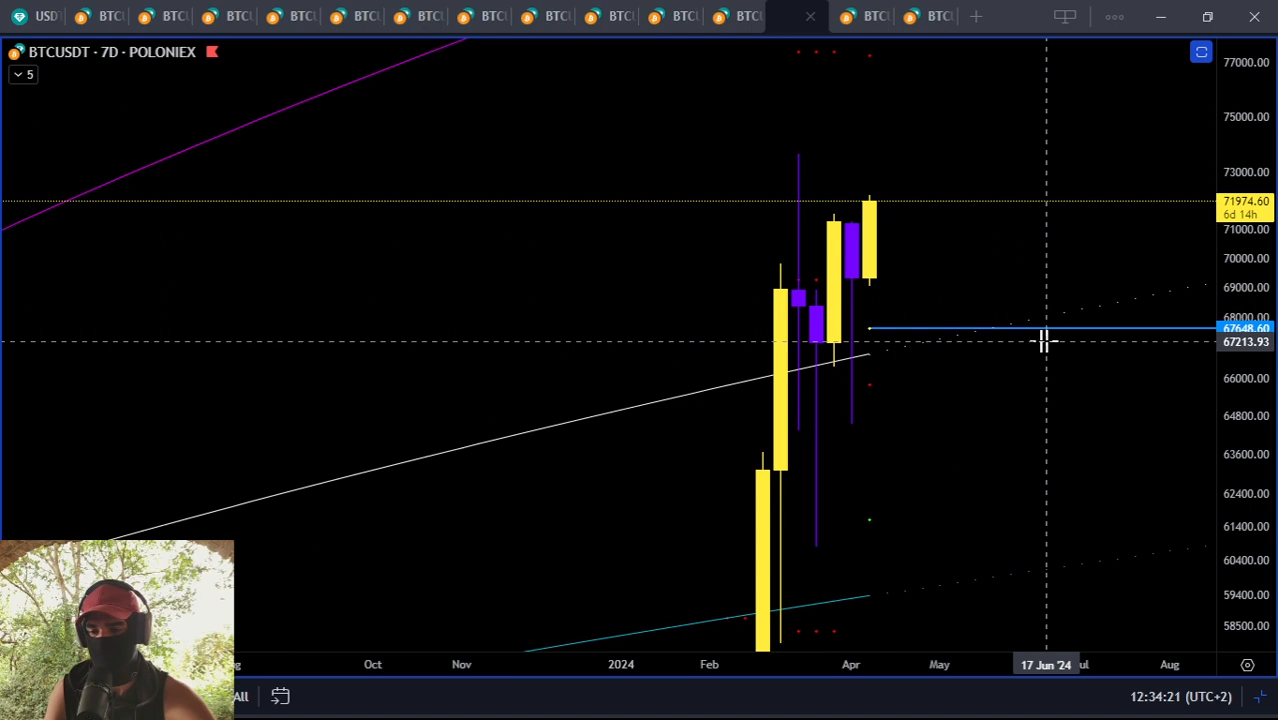 USD
BTC
BTC
BTC
BTC
BTC
BTC
BTC
BTC
BTC
BTC
BTC
BTC
BTC
BTCUSDT · 7D · POLONIEX
5
77000.00
75000.00
73000.00
71974.60
6d 14h
71000.00
70000.00
69000.00
68000.00
67648.60
67213.93
66000.00
64800.00
63600.00
62400.00
61400.00
60400.00
59400.00
58500.00
Oct
Nov
2024
Feb
Apr
May
17 Jun '24
Aug
All
12:34:21 (UTC+2)